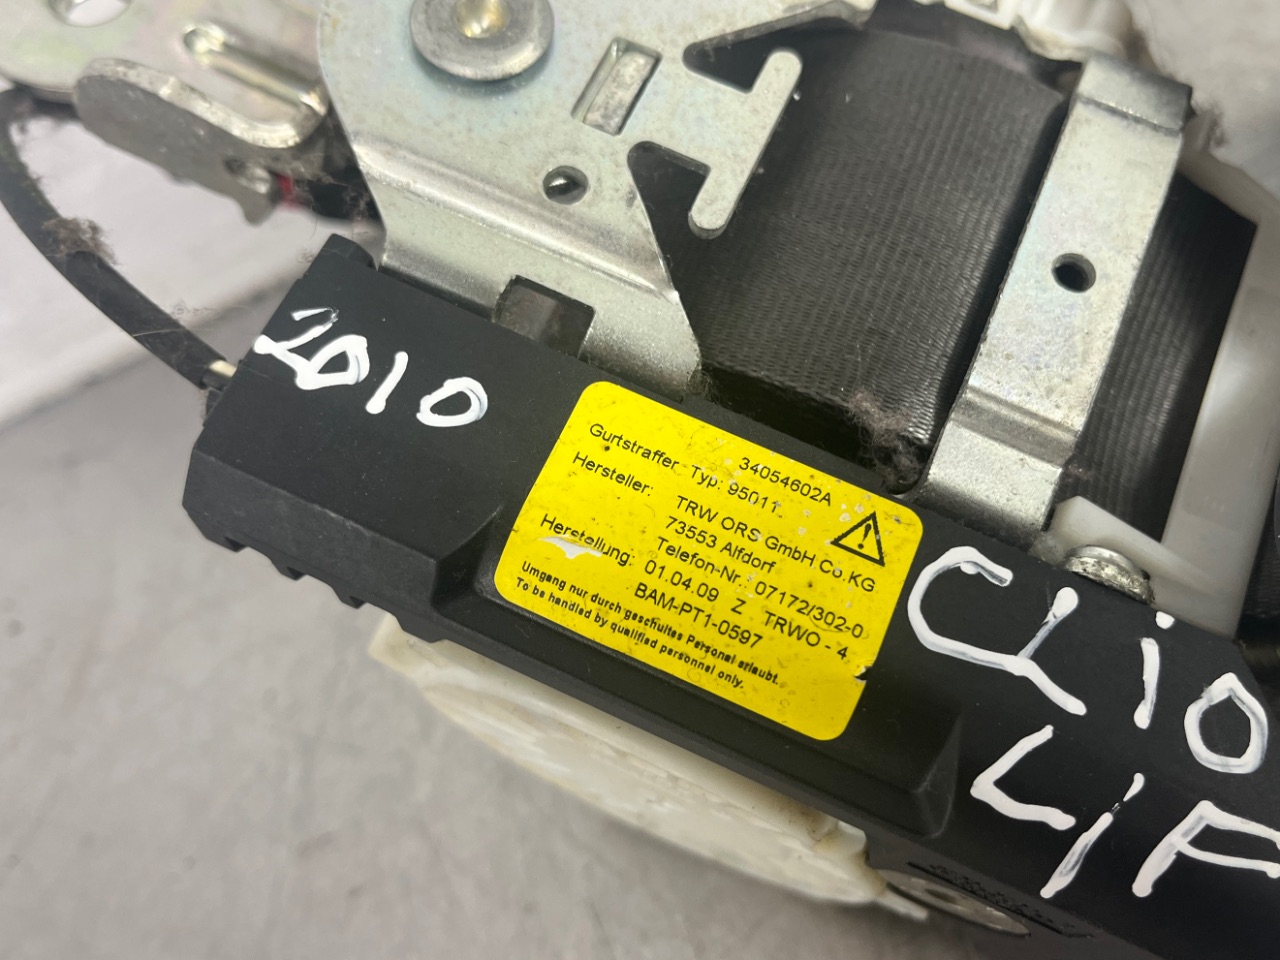 2010
34054602A
Gurtstraffer, Typ: 95011
Hersteller: TRW ORS GmbH Co.KG
73553 Alfdorf
Telefon-Nr.: 07172/302-0
Herstellung: 01.04.09 Z TRWO - 4
BAM-PT1-0597
Umgang nur durch geschultes Personal erlaubt.
To be handled by qualified personnel only.
Clio